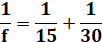 1/f = 1/15 + 1/30